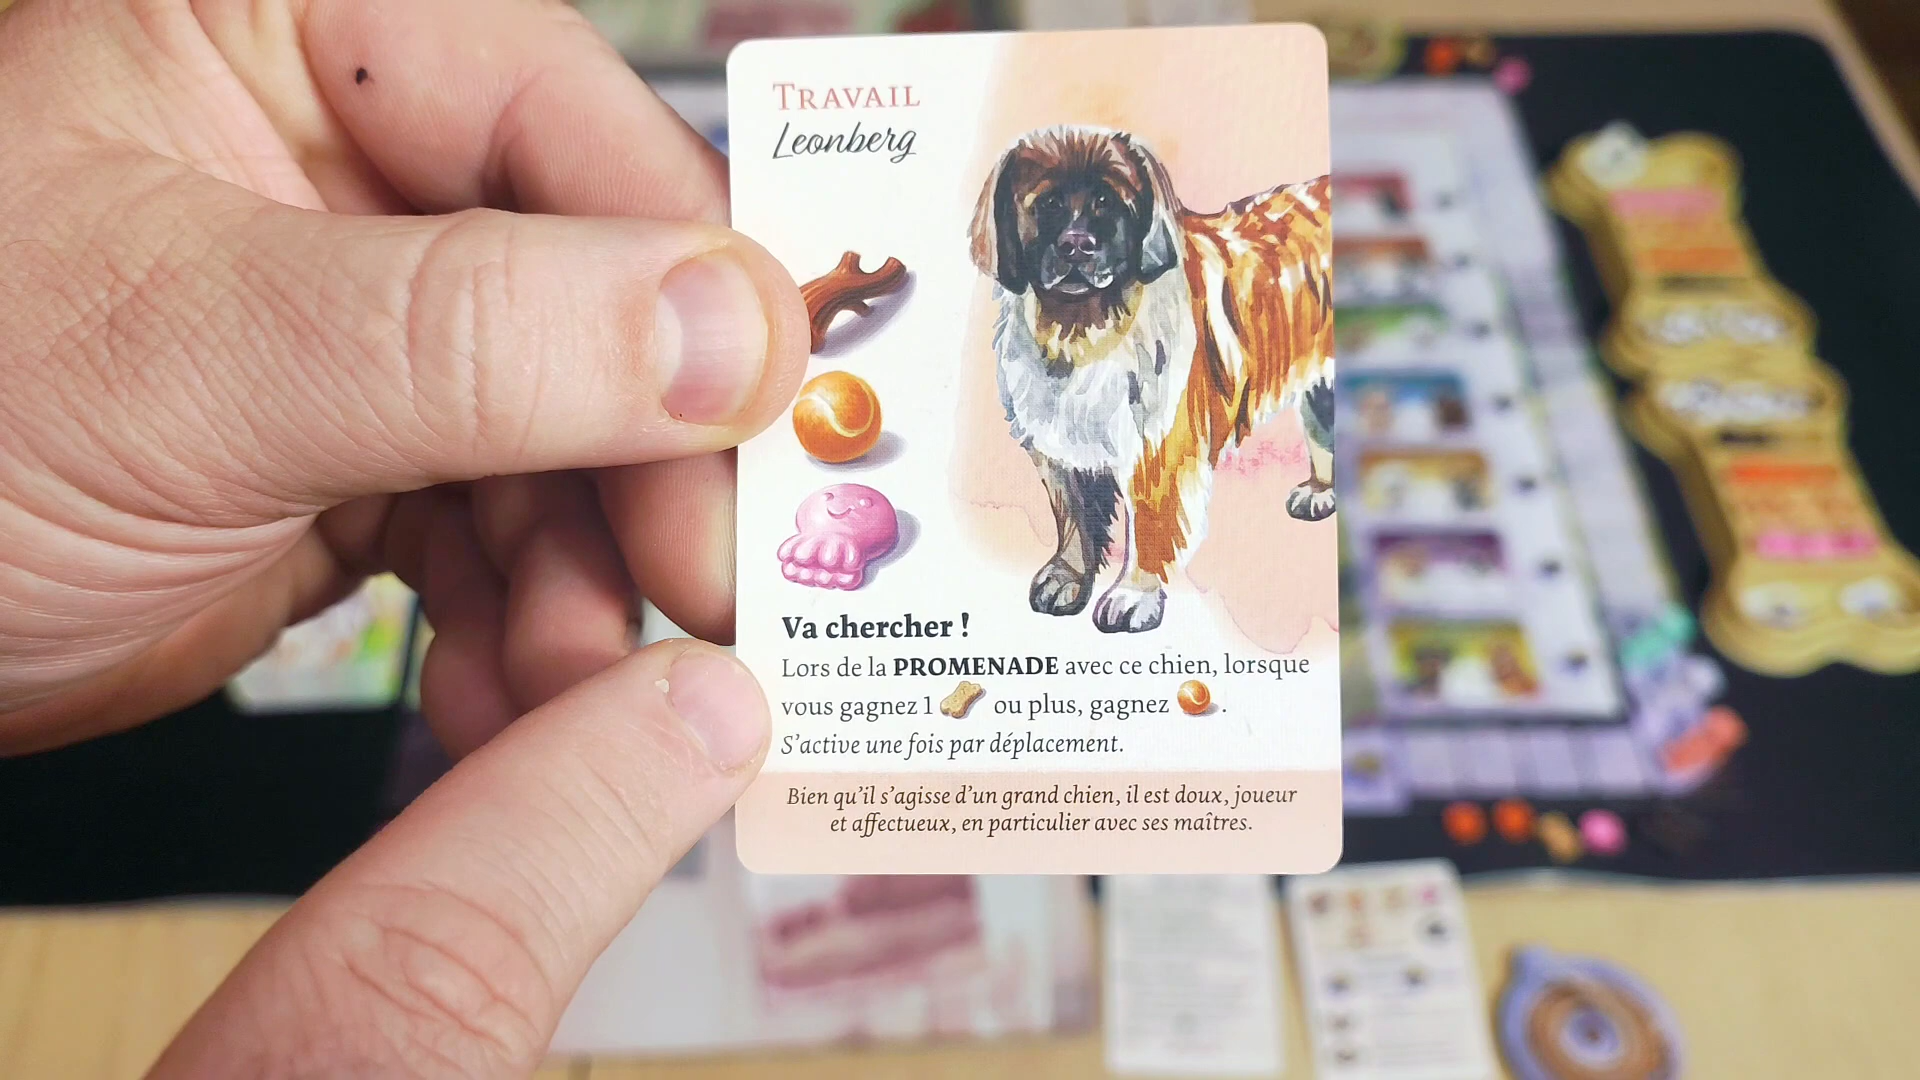 TRAVAIL
Leonberg
Va chercher !
Lors de la PROMENADE avec ce chien, lorsque
vous gagnez 1 ou plus, gagnez .
S'active une fois par déplacement.
Bien qu'il s'agisse d'un grand chien, il est doux, joueur
et affectueux, en particulier avec ses maîtres.